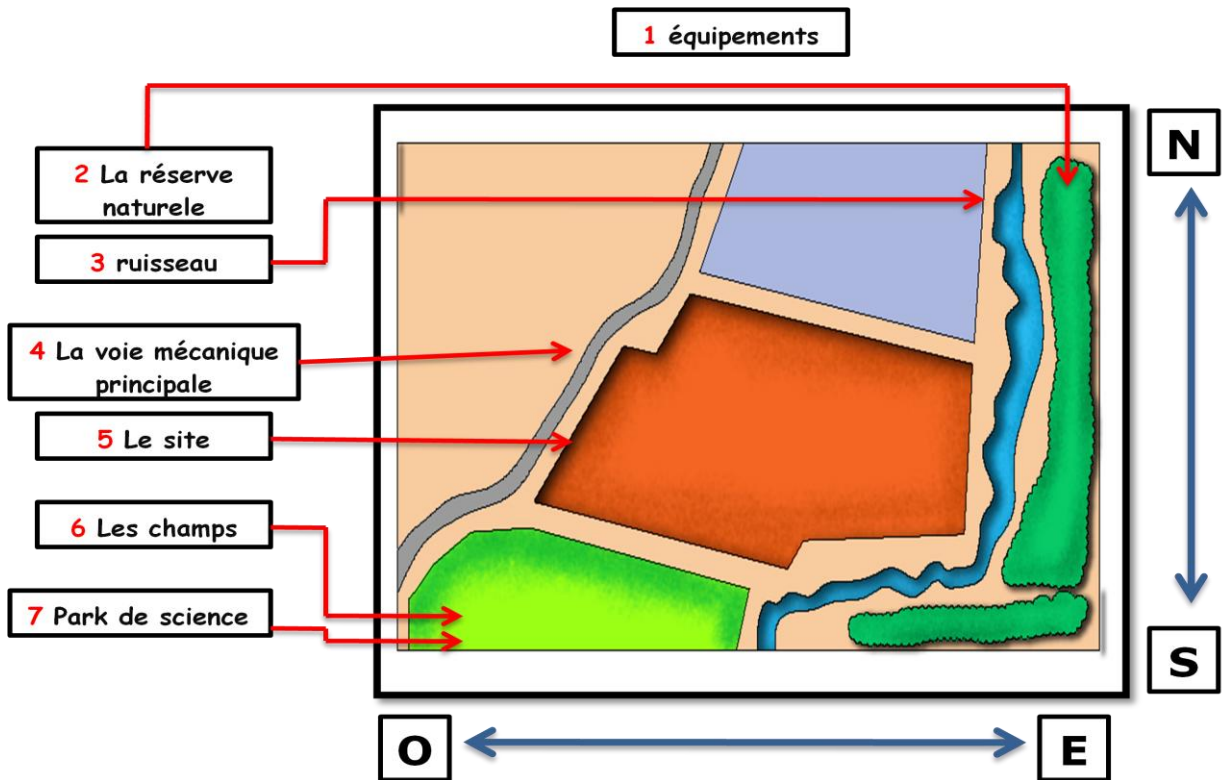 1 équipements
N
2 La réserve
naturele
3 ruisseau
4 La voie mécanique
principale
5 Le site
6 Les champs
7 Park de science
S
O
E